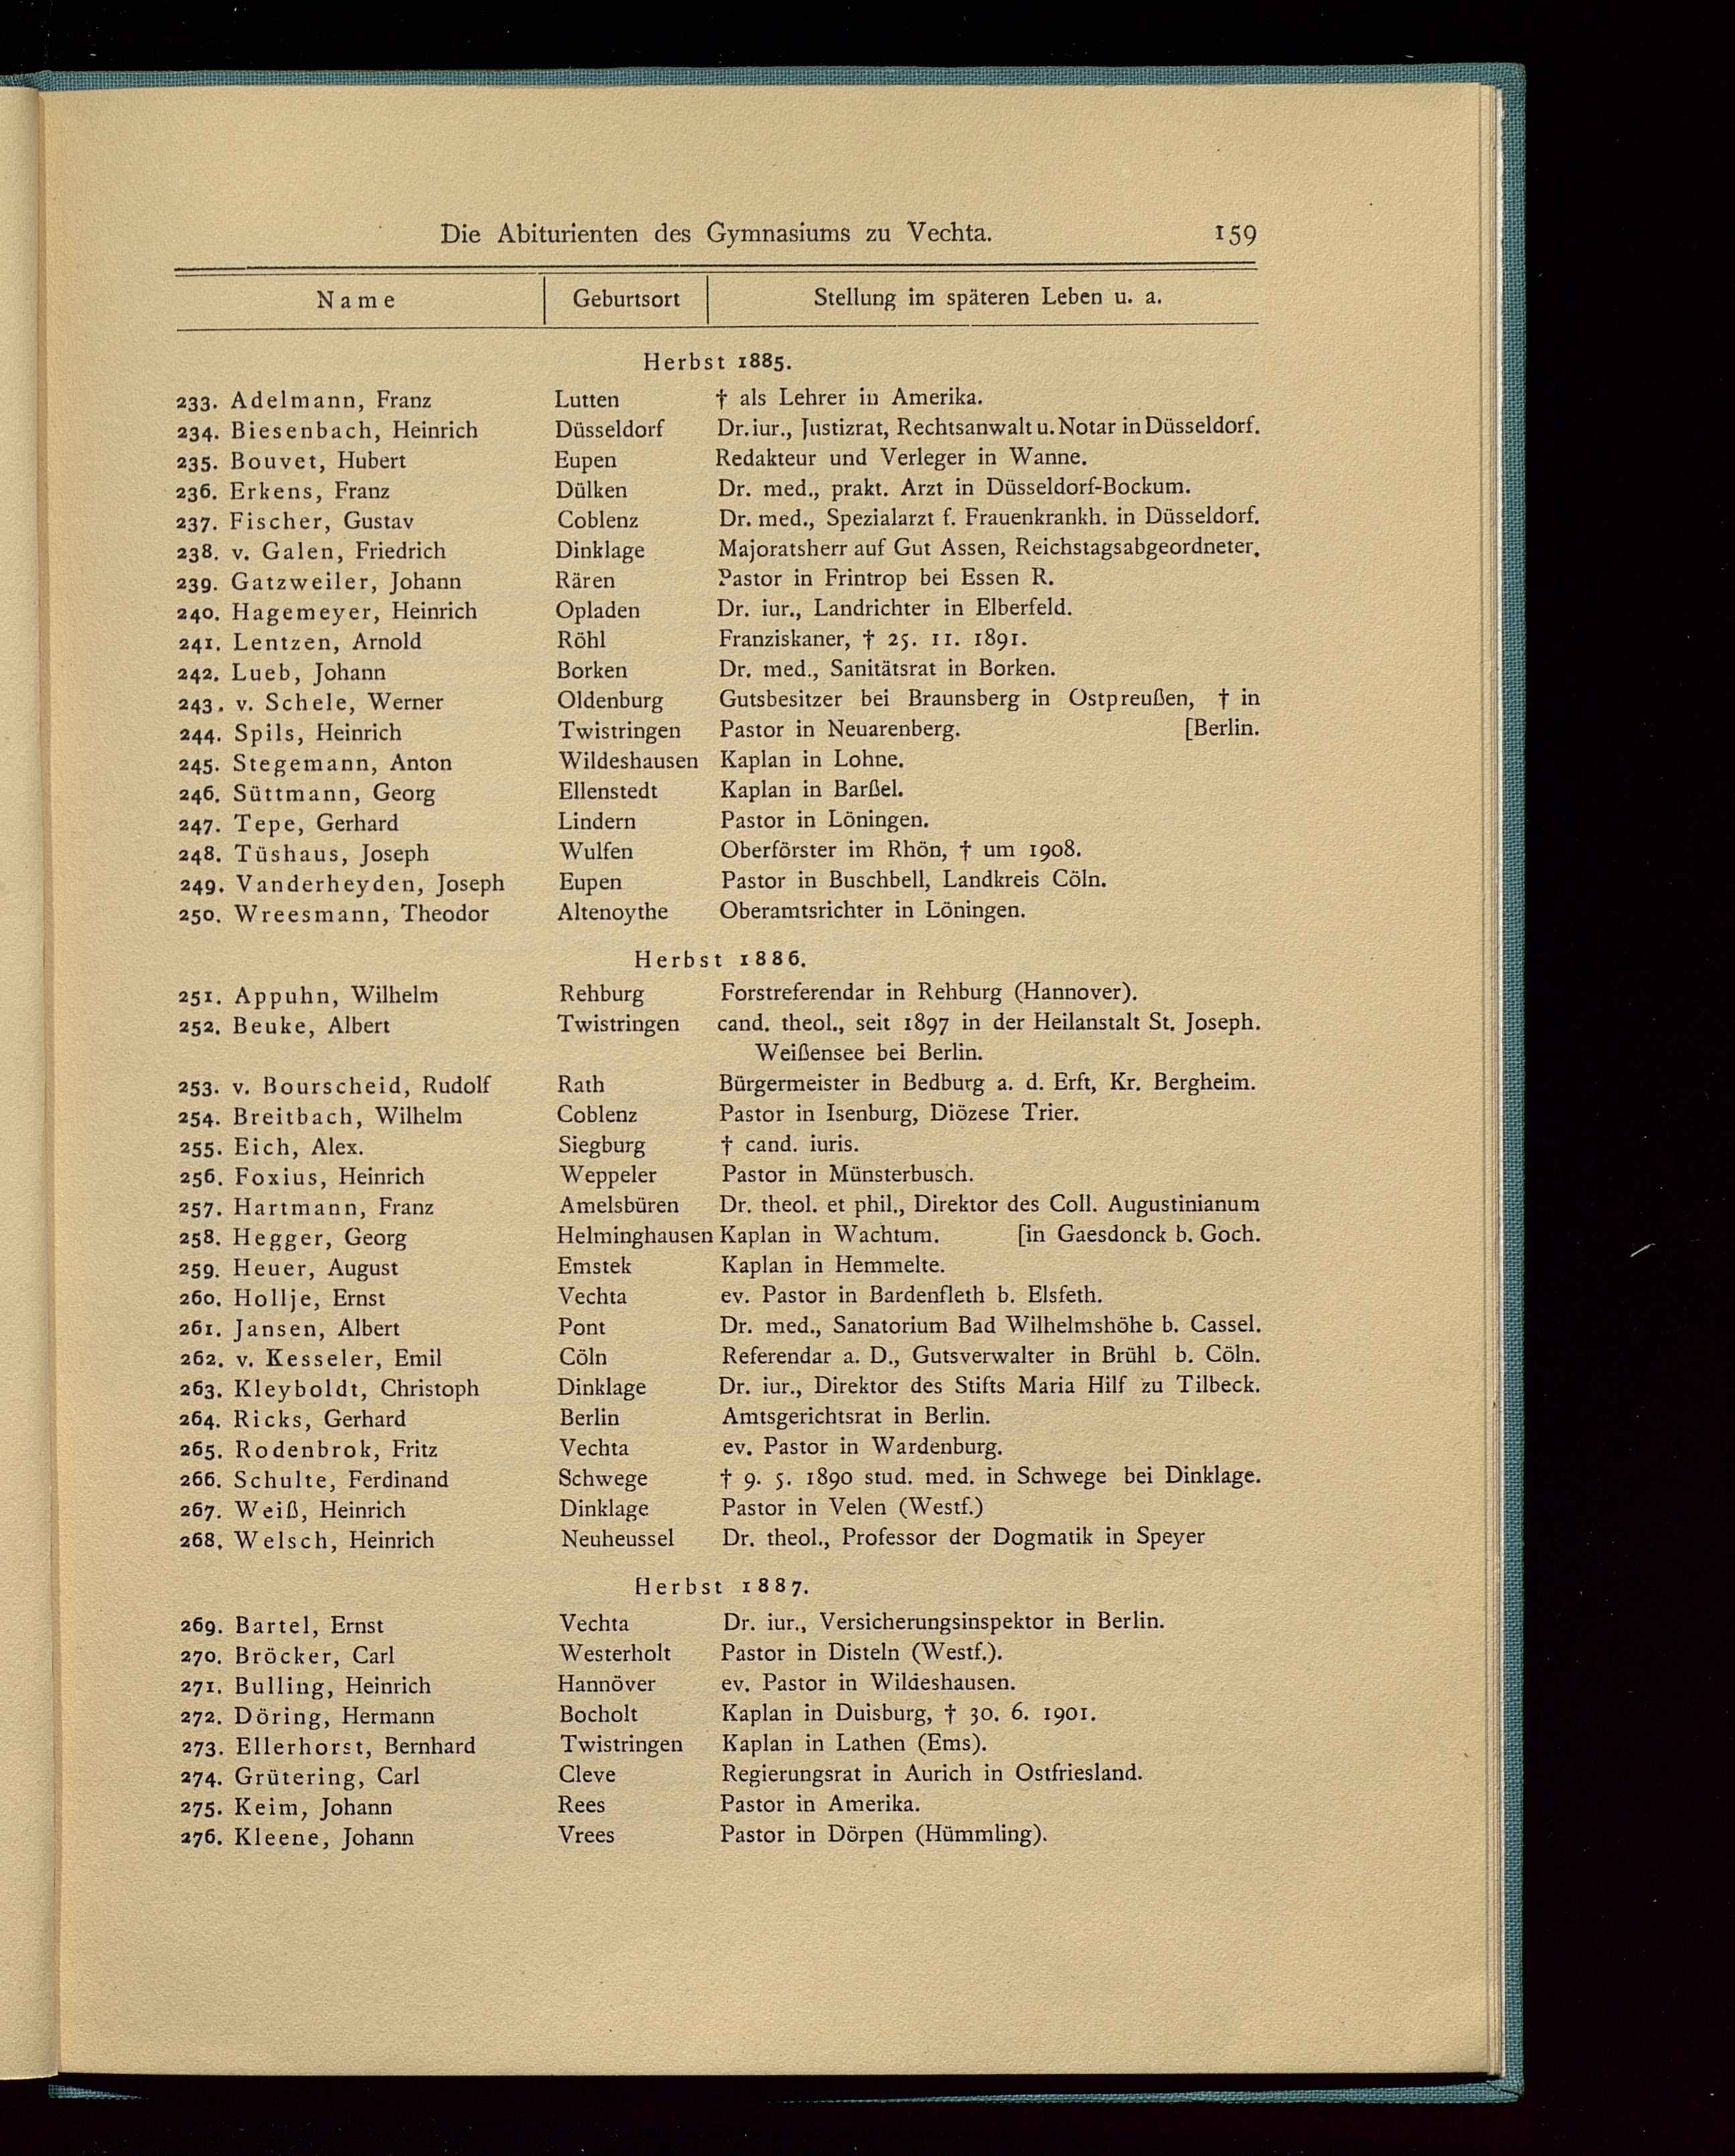 Die Abiturienten des Gymnasiums zu Vechta. 159
Name Geburtsort Stellung im späteren Leben u. a.
Herbst 1885.
233. Adelmann, Franz Lutten † als Lehrer in Amerika.
234. Biesenbach, Heinrich Düsseldorf Dr. iur., Justizrat, Rechtsanwalt u. Notar in Düsseldorf.
235. Bouvet, Hubert Eupen Redakteur und Verleger in Wanne.
236. Erkens, Franz Dülken Dr. med., prakt. Arzt in Düsseldorf-Bockum.
237. Fischer, Gustav Coblenz Dr. med., Spezialarzt f. Frauenkrankh. in Düsseldorf.
238. v. Galen, Friedrich Dinklage Majoratsherr auf Gut Assen, Reichstagsabgeordneter.
239. Gatzweiler, Johann Rären Pastor in Frintrop bei Essen R.
240. Hagemeyer, Heinrich Opladen Dr. iur., Landrichter in Elberfeld.
241. Lentzen, Arnold Röhl Franziskaner, † 25. 11. 1891.
242. Lueb, Johann Borken Dr. med., Sanitätsrat in Borken.
243. v. Schele, Werner Oldenburg Gutsbesitzer bei Braunsberg in Ostpreußen, † in
244. Spils, Heinrich Twistringen Pastor in Neuarenberg. [Berlin.
245. Stegemann, Anton Wildeshausen Kaplan in Lohne.
246. Süttmann, Georg Ellenstedt Kaplan in Barßel.
247. Tepe, Gerhard Lindern Pastor in Löningen.
248. Tüshaus, Joseph Wulfen Oberförster im Rhön, † um 1908.
249. Vanderheyden, Joseph Eupen Pastor in Buschbell, Landkreis Cöln.
250. Wreesmann, Theodor Altenoythe Oberamtsrichter in Löningen.
Herbst 1886.
251. Appuhn, Wilhelm Rehburg Forstreferendar in Rehburg (Hannover).
252. Beuke, Albert Twistringen cand. theol., seit 1897 in der Heilanstalt St. Joseph.
Weißensee bei Berlin.
253. v. Bourscheid, Rudolf Rath Bürgermeister in Bedburg a. d. Erft, Kr. Bergheim.
254. Breitbach, Wilhelm Coblenz Pastor in Isenburg, Diözese Trier.
255. Eich, Alex. Siegburg † cand. iuris.
256. Foxius, Heinrich Weppeler Pastor in Münsterbusch.
257. Hartmann, Franz Amelsbüren Dr. theol. et phil., Direktor des Coll. Augustinianum
258. Hegger, Georg Helminghausen Kaplan in Wachtum. [in Gaesdonck b. Goch.
259. Heuer, August Emstek Kaplan in Hemmelte.
260. Hollje, Ernst Vechta ev. Pastor in Bardenfleth b. Elsfeth.
261. Jansen, Albert Pont Dr. med., Sanatorium Bad Wilhelmshöhe b. Cassel.
262. v. Kesseler, Emil Cöln Referendar a. D., Gutsverwalter in Brühl b. Cöln.
263. Kleyboldt, Christoph Dinklage Dr. iur., Direktor des Stifts Maria Hilf zu Tilbeck.
264. Ricks, Gerhard Berlin Amtsgerichtsrat in Berlin.
265. Rodenbrok, Fritz Vechta ev. Pastor in Wardenburg.
266. Schulte, Ferdinand Schwege † 9. 5. 1890 stud. med. in Schwege bei Dinklage.
267. Weiß, Heinrich Dinklage Pastor in Velen (Westf.)
268. Welsch, Heinrich Neuheussel Dr. theol., Professor der Dogmatik in Speyer
Herbst 1887.
269. Bartel, Ernst Vechta Dr. iur., Versicherungsinspektor in Berlin.
270. Bröcker, Carl Westerholt Pastor in Disteln (Westf.).
271. Bulling, Heinrich Hannöver ev. Pastor in Wildeshausen.
272. Döring, Hermann Bocholt Kaplan in Duisburg, † 30. 6. 1901.
273. Ellerhorst, Bernhard Twistringen Kaplan in Lathen (Ems).
274. Grütering, Carl Cleve Regierungsrat in Aurich in Ostfriesland.
275. Keim, Johann Rees Pastor in Amerika.
276. Kleene, Johann Vrees Pastor in Dörpen (Hümmling).